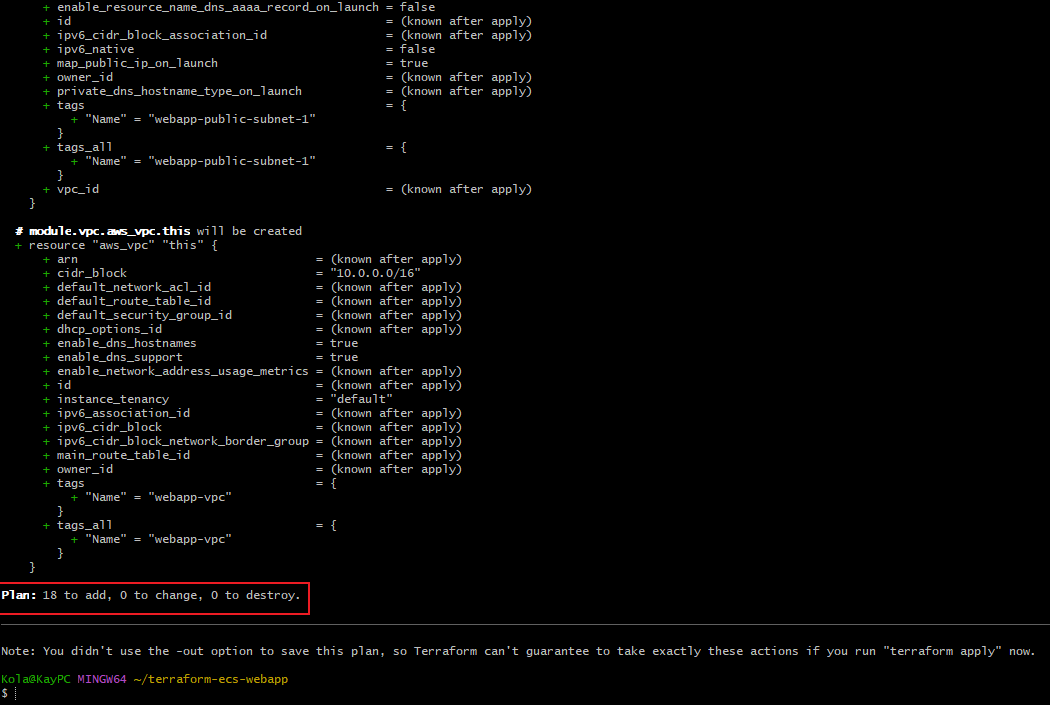 + enable_resource_name_dns_aaaa_record_on_launch = false
+ id = (known after apply)
+ ipv6_cidr_block_association_id = (known after apply)
+ ipv6_native = false
+ map_public_ip_on_launch = true
+ owner_id = (known after apply)
+ private_dns_hostname_type_on_launch = (known after apply)
+ tags = {
+ "Name" = "webapp-public-subnet-1"
}
+ tags_all = {
+ "Name" = "webapp-public-subnet-1"
}
+ vpc_id = (known after apply)
}
# module.vpc.aws_vpc.this will be created
+ resource "aws_vpc" "this" {
+ arn = (known after apply)
+ cidr_block = "10.0.0.0/16"
+ default_network_acl_id = (known after apply)
+ default_route_table_id = (known after apply)
+ default_security_group_id = (known after apply)
+ dhcp_options_id = (known after apply)
+ enable_dns_hostnames = true
+ enable_dns_support = true
+ enable_network_address_usage_metrics = (known after apply)
+ id = (known after apply)
+ instance_tenancy = "default"
+ ipv6_association_id = (known after apply)
+ ipv6_cidr_block = (known after apply)
+ ipv6_cidr_block_network_border_group = (known after apply)
+ main_route_table_id = (known after apply)
+ owner_id = (known after apply)
+ tags = {
+ "Name" = "webapp-vpc"
}
+ tags_all = {
+ "Name" = "webapp-vpc"
}
}
Plan: 18 to add, 0 to change, 0 to destroy.
Note: You didn't use the -out option to save this plan, so Terraform can't guarantee to take exactly these actions if you run "terraform apply" now.
Kola@KayPC MINGW64 ~/terraform-ecs-webapp
$